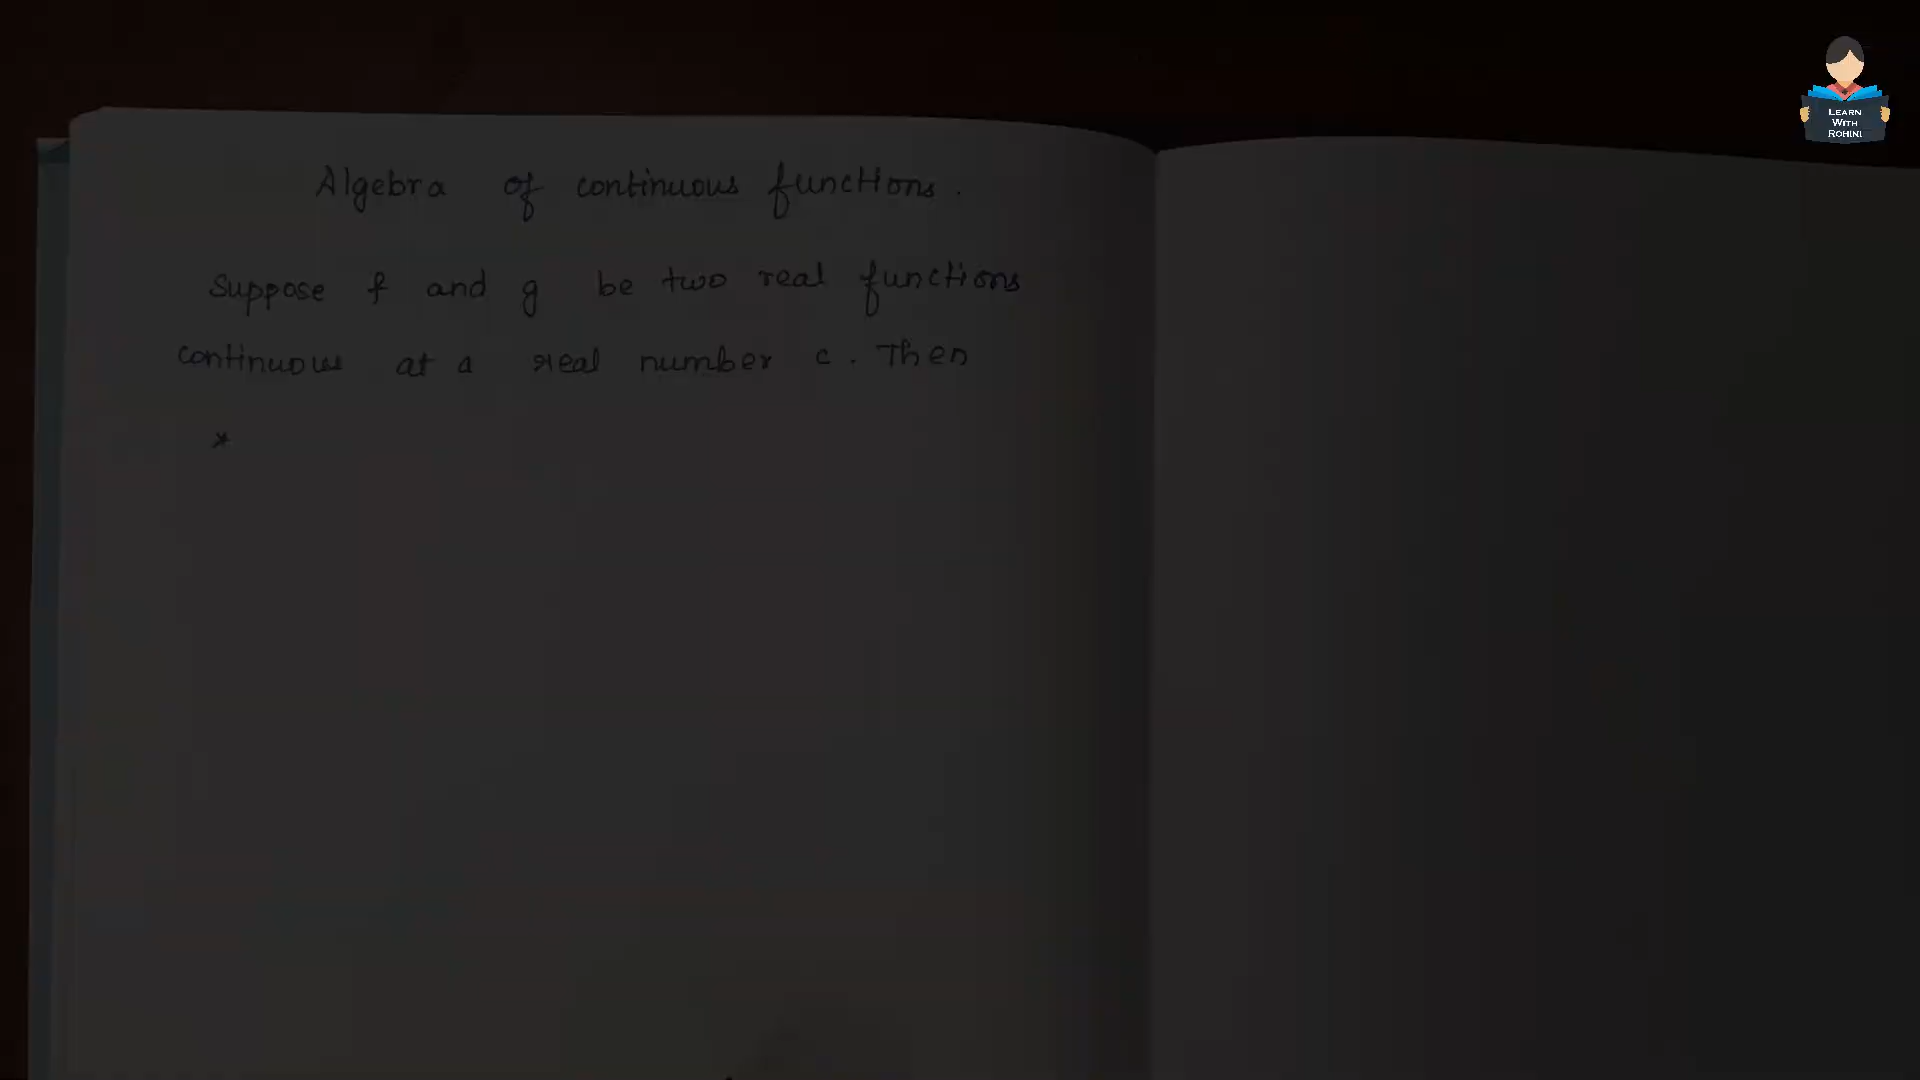 LEARN
WITH
ROHINI
Algebra of continuous functions.
Suppose f and g be two real functions
continuous at a real number c. Then
*